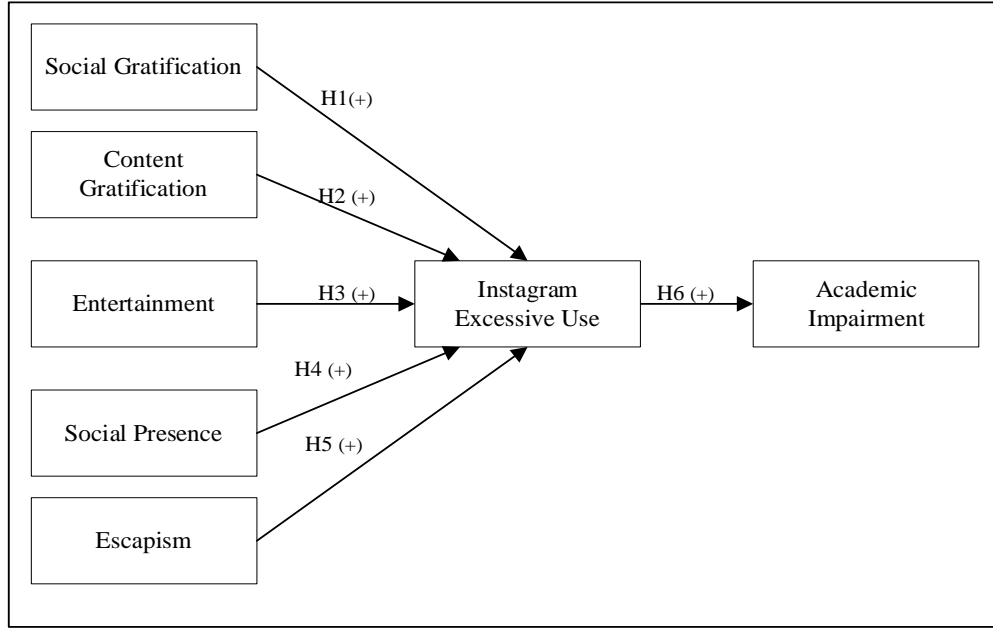 Social Gratification
H1(+)
Content
Gratification
H2 (+)
Entertainment
H3 (+)
Instagram
Excessive Use
H6 (+)
Academic
Impairment
H4 (+)
Social Presence
H5 (+)
Escapism